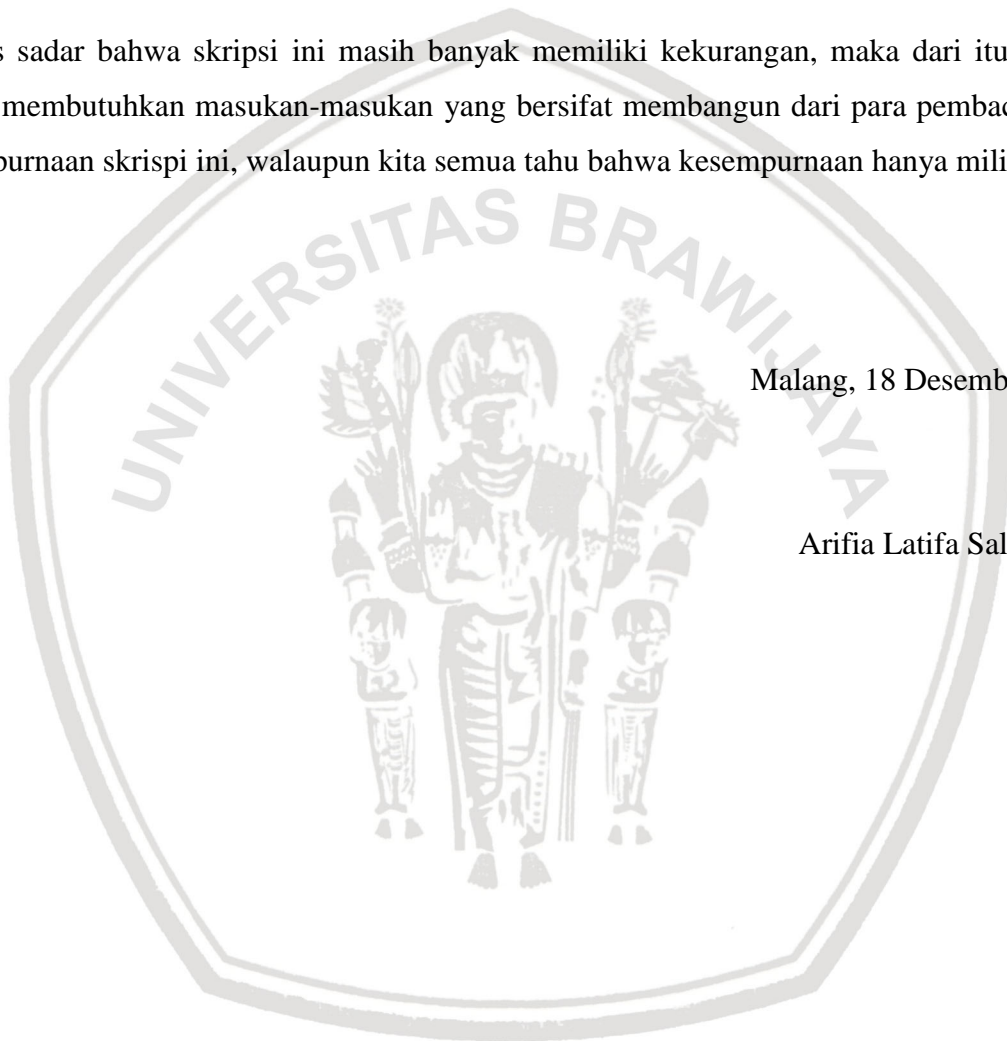 s sadar bahwa skripsi ini masih banyak memiliki kekurangan, maka dari itu
membutuhkan masukan-masukan yang bersifat membangun dari para pembac
purnaan skrispi ini, walaupun kita semua tahu bahwa kesempurnaan hanya mili
UNIVERSITAS BRAWIJAYA
Malang, 18 Desemb
Arifia Latifa Sal